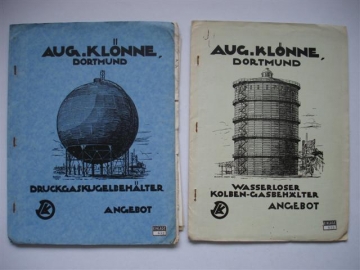 AUG. KLÖNNE,
DORTMUND
DRUCKGASKUGELBEHÄLTER
ANGEBOT
AUG. KLÖNNE,
DORTMUND
WASSERLOSER
KOLBEN-GASBEHÄLTER
ANGEBOT